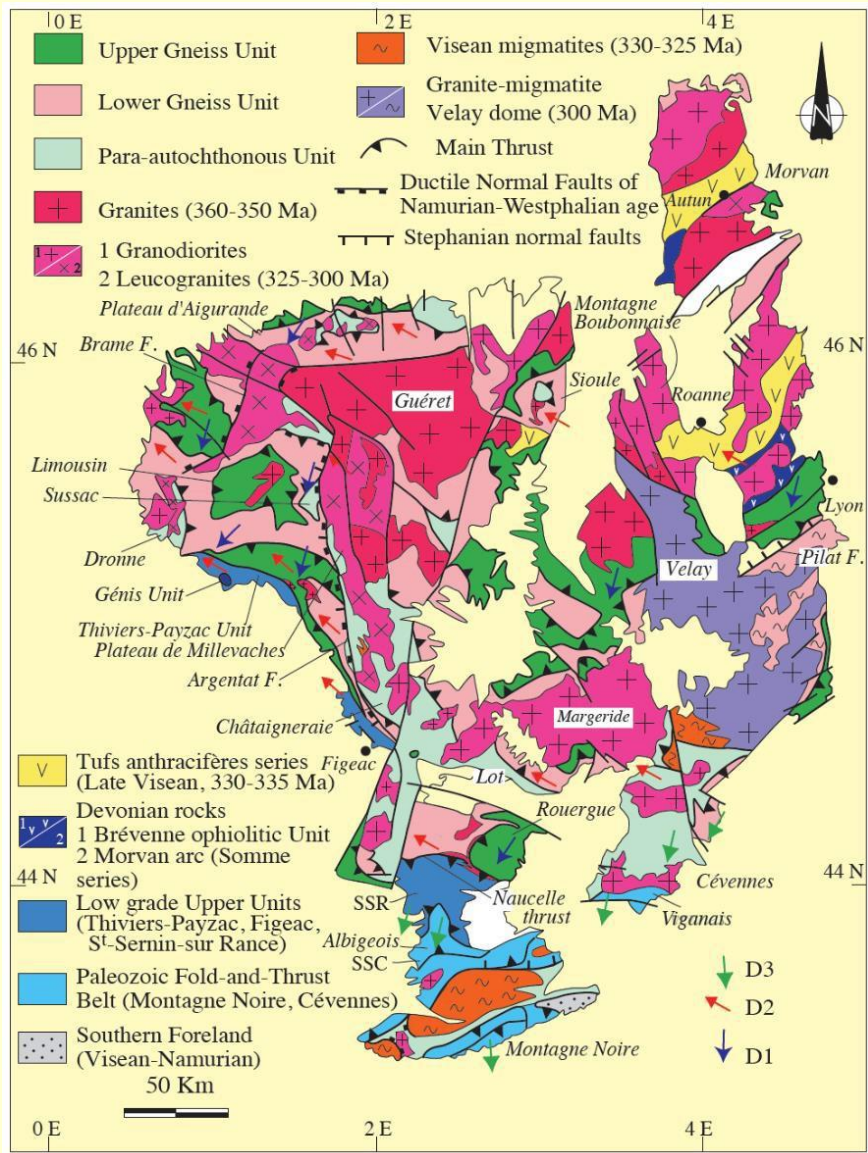 0 E 2 E 4 E
Upper Gneiss Unit
Lower Gneiss Unit
Para-autochthonous Unit
Granites (360-350 Ma)
1 2
1 Granodiorites
2 Leucogranites (325-300 Ma)
Visean migmatites (330-325 Ma)
Granite-migmatite
Velay dome (300 Ma)
Main Thrust
Ductile Normal Faults of
Namurian-Westphalian age
Stephanian normal faults
N
Morvan
Autun
Plateau d'Aigurande
Brame F.
46 N
Montagne
Boubonnaise
46 N
Sioule
Guéret
Roanne
Limousin
Sussac
Lyon
Dronne
Velay
Pilat F.
Génis Unit
Thiviers-Payzac Unit
Plateau de Millevaches
Argentat F.
Châtaigneraie
Margeride
Figeac
Lot
Rouergue
Tufs anthracifères series
(Late Visean, 330-335 Ma)
1 2
Devonian rocks
1 Brévenne ophiolitic Unit
2 Morvan arc (Somme
series)
44 N
44 N
Cévennes
SSR
Naucelle
thrust
Viganais
Low grade Upper Units
(Thiviers-Payzac, Figeac,
St-Sernin-sur Rance)
Albigeois
SSC
Paleozoic Fold-and-Thrust
Belt (Montagne Noire, Cévennes)
Southern Foreland
(Visean-Namurian)
Montagne Noire
D3
D2
D1
50 Km
0 E 2 E 4 E